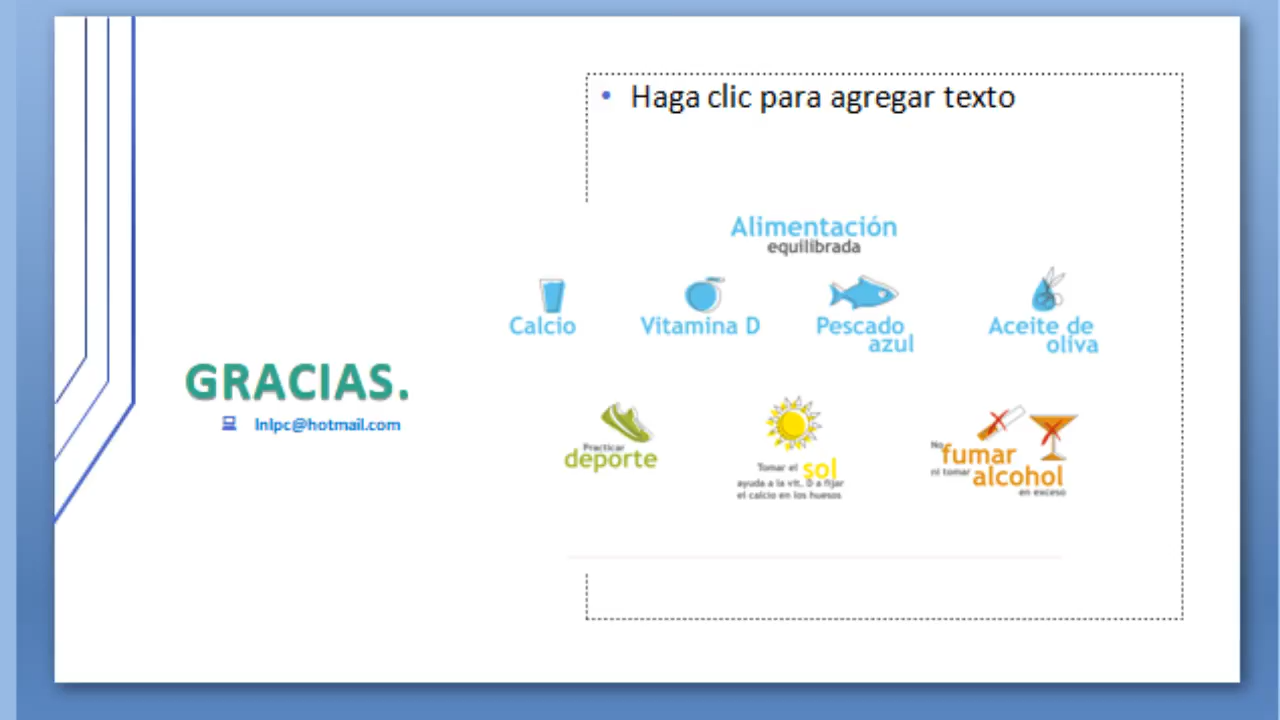 • Haga clic para agregar texto
Alimentación
equilibrada
Calcio
Vitamina D
Pescado
azul
Aceite de
oliva
GRACIAS.
lnlpc@hotmail.com
Practicar
deporte
Tomar el sol
ayuda a la vit. D a fijar
el calcio en los huesos
No fumar
ni tomar alcohol
en exceso